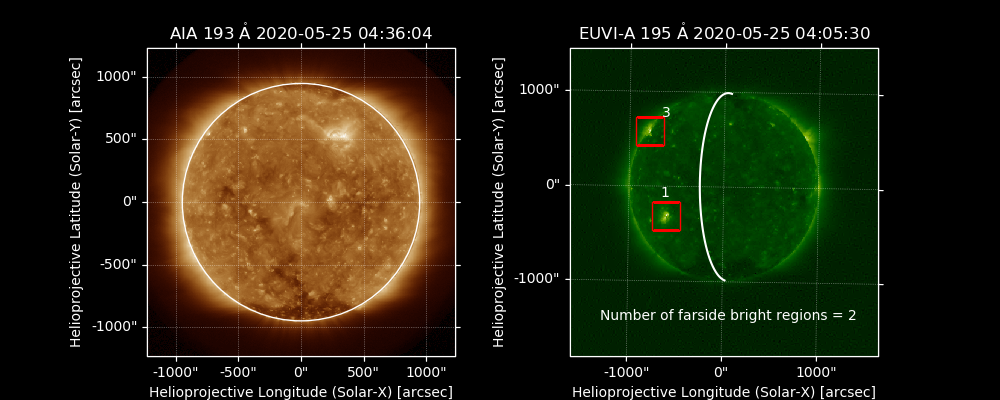 AIA 193 Å 2020-05-25 04:36:04
Helioprojective Latitude (Solar-Y) [arcsec]
1000"
500"
0"
-500"
-1000"
-1000" -500" 0" 500" 1000"
Helioprojective Longitude (Solar-X) [arcsec]
EUVI-A 195 Å 2020-05-25 04:05:30
Helioprojective Latitude (Solar-Y) [arcsec]
1000"
0"
-1000"
3
1
Number of farside bright regions = 2
-1000" 0" 1000"
Helioprojective Longitude (Solar-X) [arcsec]